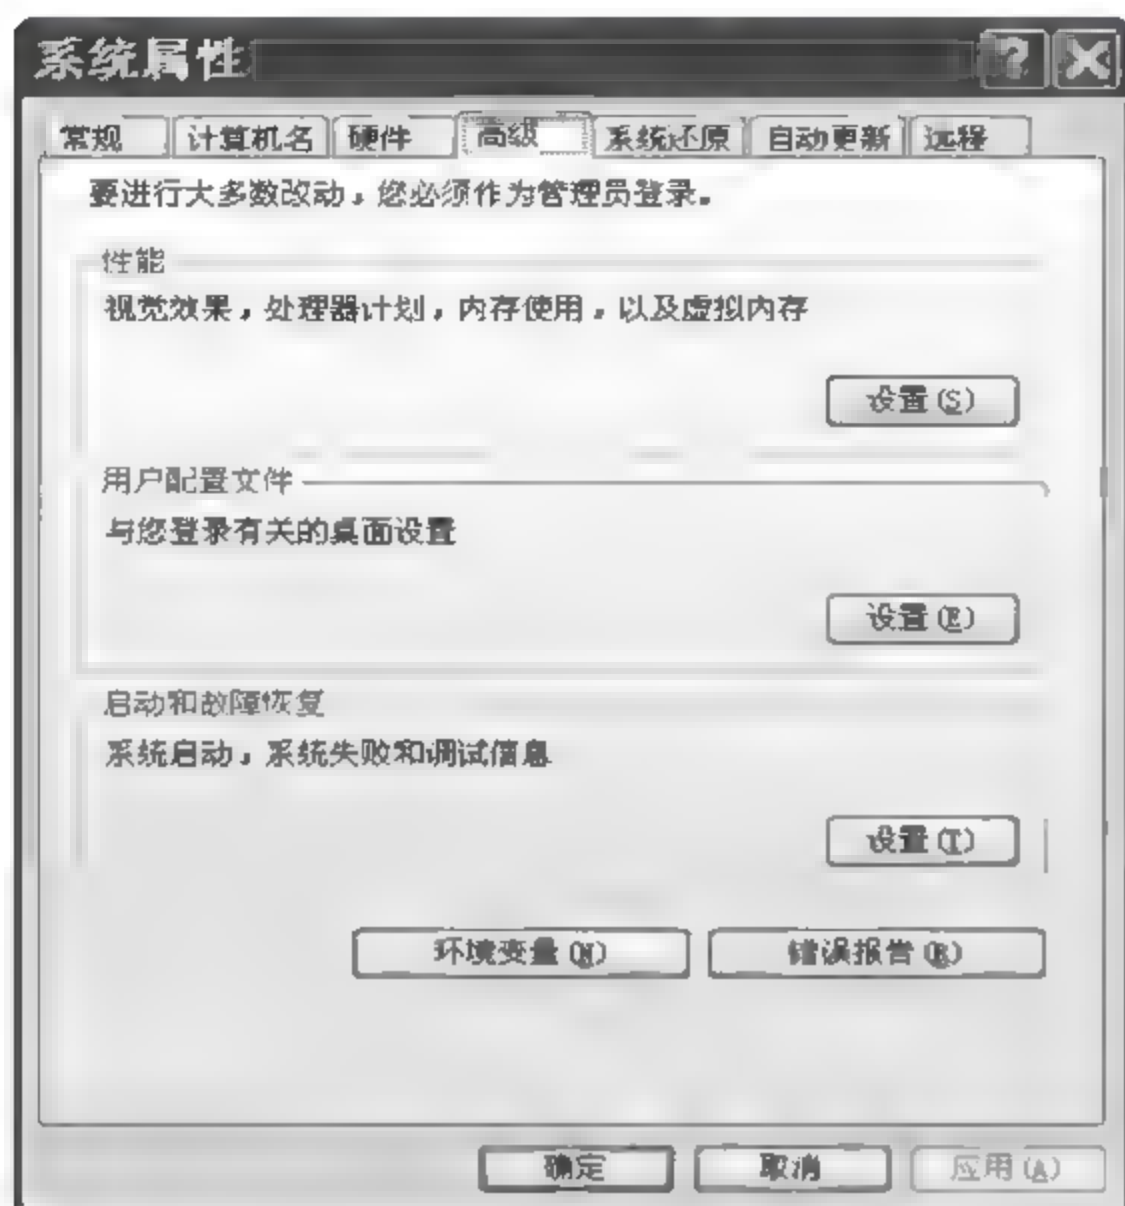 系统属性
常规 计算机名 硬件 高级 系统还原 自动更新 远程
要进行大多数改动，您必须作为管理员登录。
性能
视觉效果，处理器计划，内存使用，以及虚拟内存
设置(S)
用户配置文件
与您登录有关的桌面设置
设置(E)
启动和故障恢复
系统启动，系统失败和调试信息
设置(T)
环境变量(N) 错误报告(R)
确定 取消 应用(A)